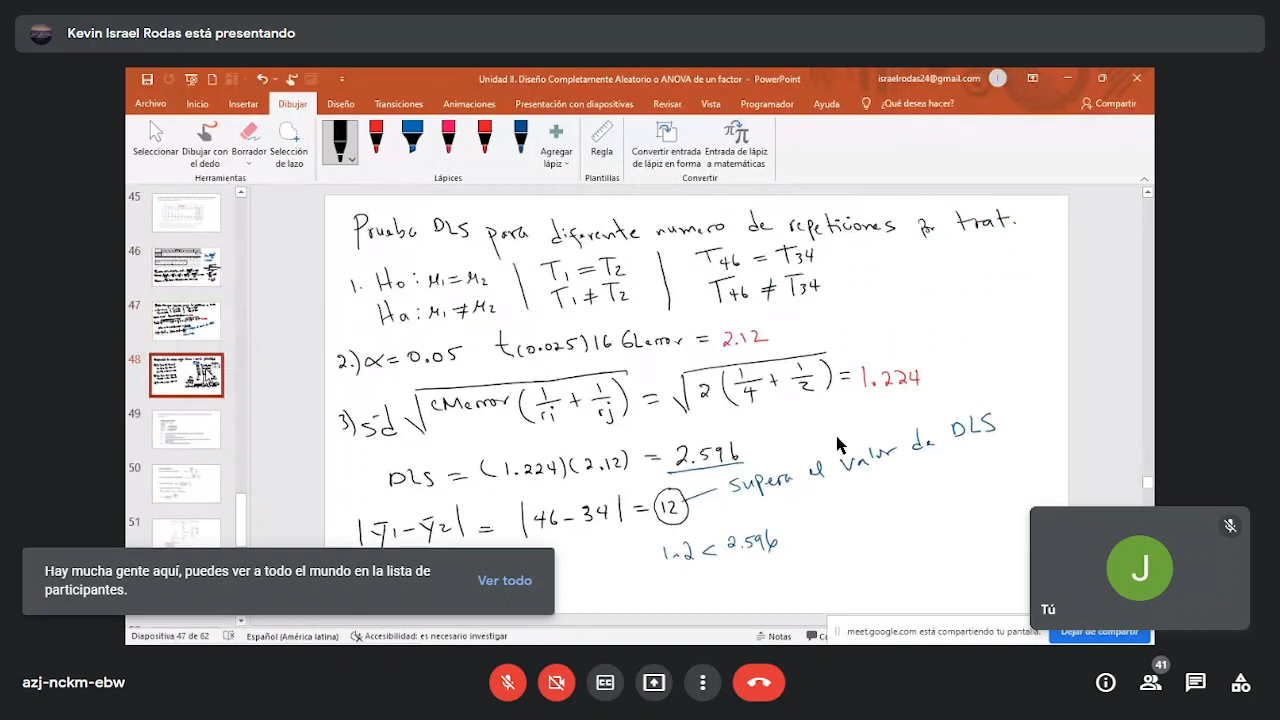 Kevin Israel Rodas está presentando
Unidad II. Diseño Completamente Aleatorio o ANOVA de un factor - PowerPoint
israelrodas24@gmail.com
I
Archivo Inicio Insertar Dibujar Diseño Transiciones Animaciones Presentación con diapositivas Revisar Vista Programador Ayuda ¿Qué desea hacer? Compartir
Seleccionar
Dibujar con el dedo
Borrador
Selección de lazo
Agregar lápiz
Regla
Convertir entrada de lápiz en forma
Entrada de lápiz a matemáticas
Herramientas
Lápices
Plantillas
Convertir
45
46
47
48
49
50
51
Prueba DLS para diferente numero de repeticiones por trat.
1. Ho: μ1=μ2 | T1 = T2 | T46 = T34
Ha: μ1≠μ2 | T1 ≠ T2 | T46 ≠ T34
2.) α=0.05 t(0.025)16 GLerror = 2.12
3) Sd̄ √CMerror (1/ri + 1/rj) = √2 (1/4 + 1/2) = 1.224
DLS = (1.224)(2.12) = 2.596
|ȳ1-ȳ2| = |46-34| = 12 supera el valor de DLS
1.2 < 2.596
Hay mucha gente aquí, puedes ver a todo el mundo en la lista de
participantes.
Ver todo
J
Tú
Diapositiva 47 de 62 Español (América latina) Accesibilidad: es necesario investigar Notas
meet.google.com está compartiendo tu pantalla.
Dejar de compartir
azj-nckm-ebw
41